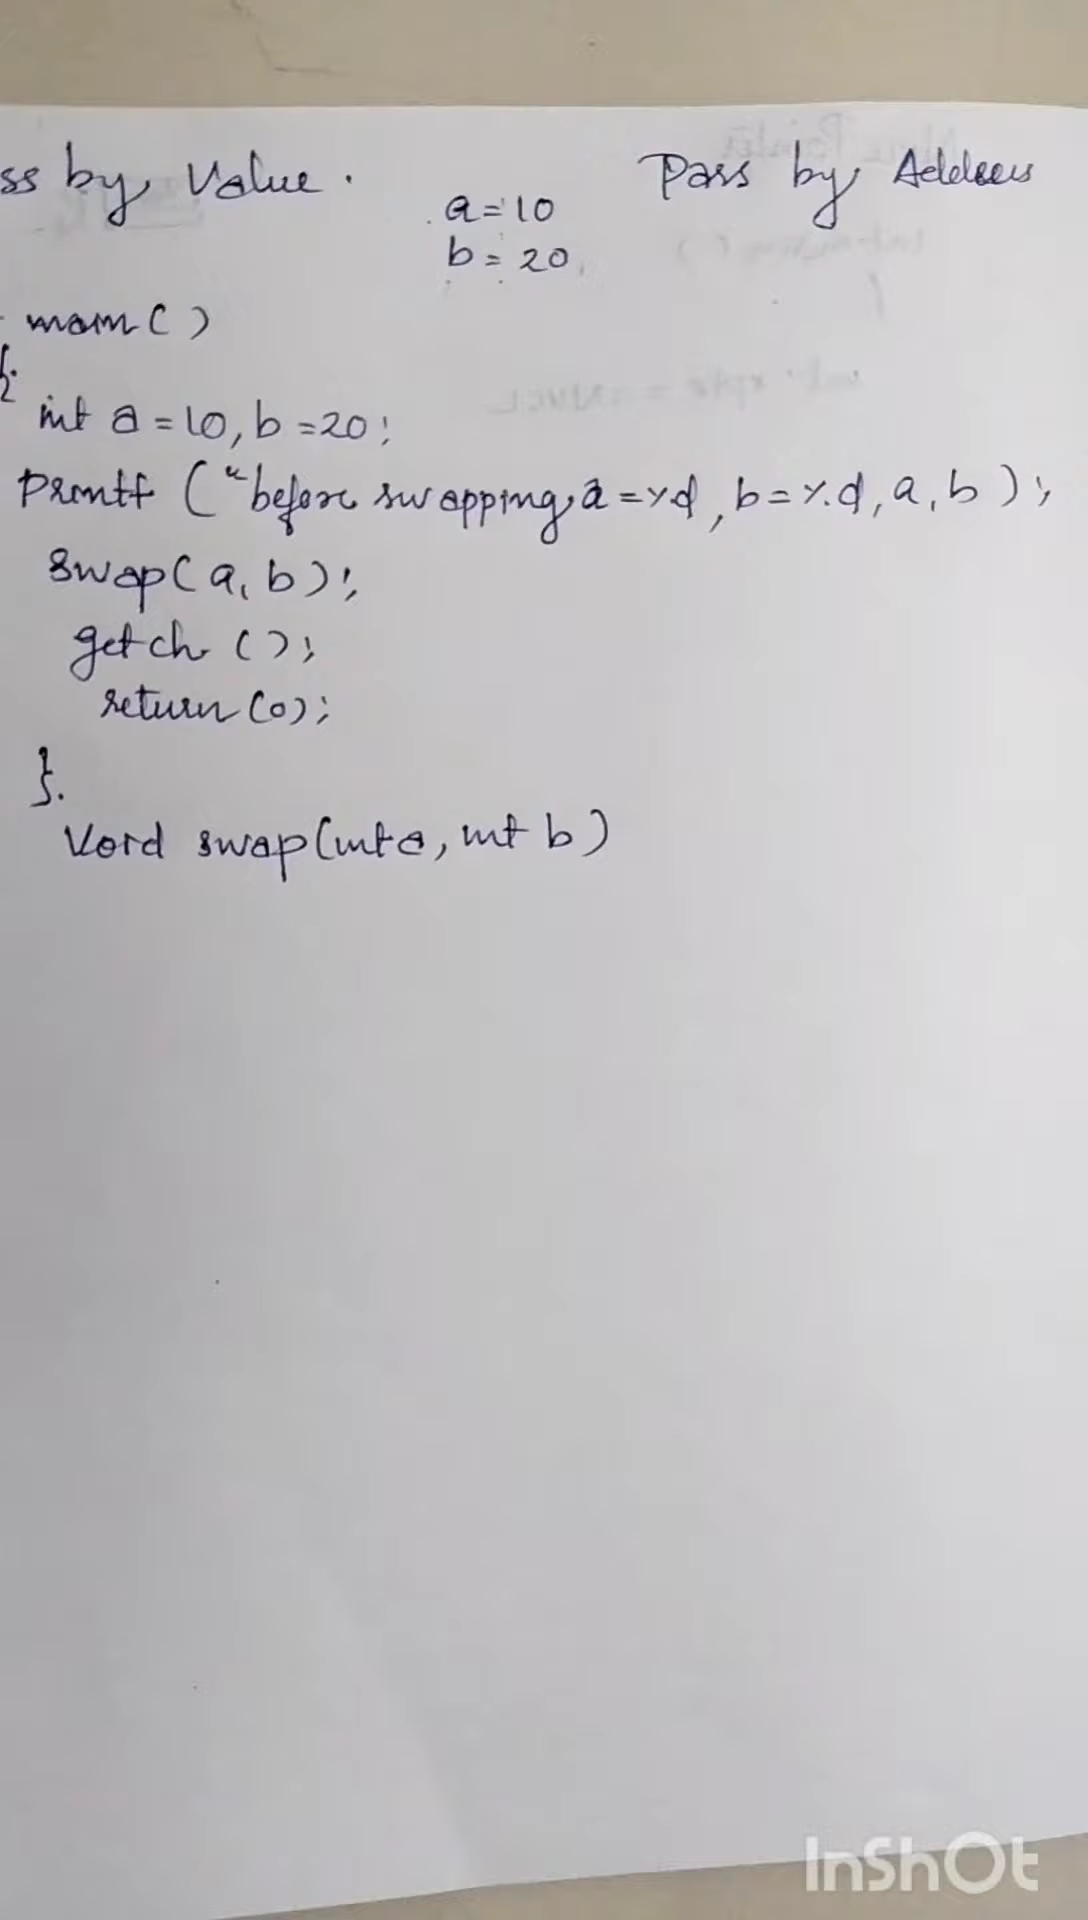 ss by Value. Pass by Address
a = 10
b = 20
main( )
{
int a = 10, b = 20;
printf ( "before swapping, a = %d, b = %d, a, b );
swap( a, b );
getch ( );
return (0);
}.
Void swap( int a, int b )
InShOt